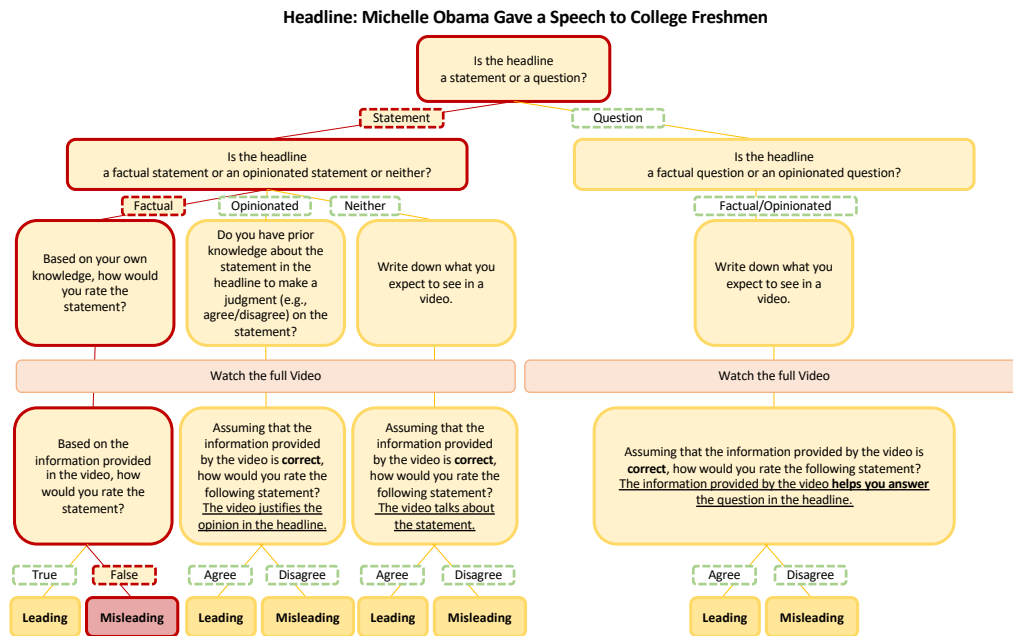 Headline: Michelle Obama Gave a Speech to College Freshmen
Is the headline
a statement or a question?
Statement
Question
Is the headline
a factual statement or an opinionated statement or neither?
Is the headline
a factual question or an opinionated question?
Factual
Opinionated
Neither
Factual/Opinionated
Based on your own
knowledge, how would
you rate the
statement?
Do you have prior
knowledge about the
statement in the
headline to make a
judgment (e.g.,
agree/disagree) on the
statement?
Write down what you
expect to see in a
video.
Write down what you
expect to see in a
video.
Watch the full Video
Watch the full Video
Based on the
information provided
in the video, how
would you rate the
statement?
Assuming that the
information provided
by the video is correct,
how would you rate the
following statement?
The video justifies the
opinion in the headline.
Assuming that the
information provided
by the video is correct,
how would you rate the
following statement?
The video talks about
the statement.
Assuming that the information provided by the video is
correct, how would you rate the following statement?
The information provided by the video helps you answer
the question in the headline.
True
False
Agree
Disagree
Agree
Disagree
Agree
Disagree
Leading
Misleading
Leading
Misleading
Leading
Misleading
Leading
Misleading